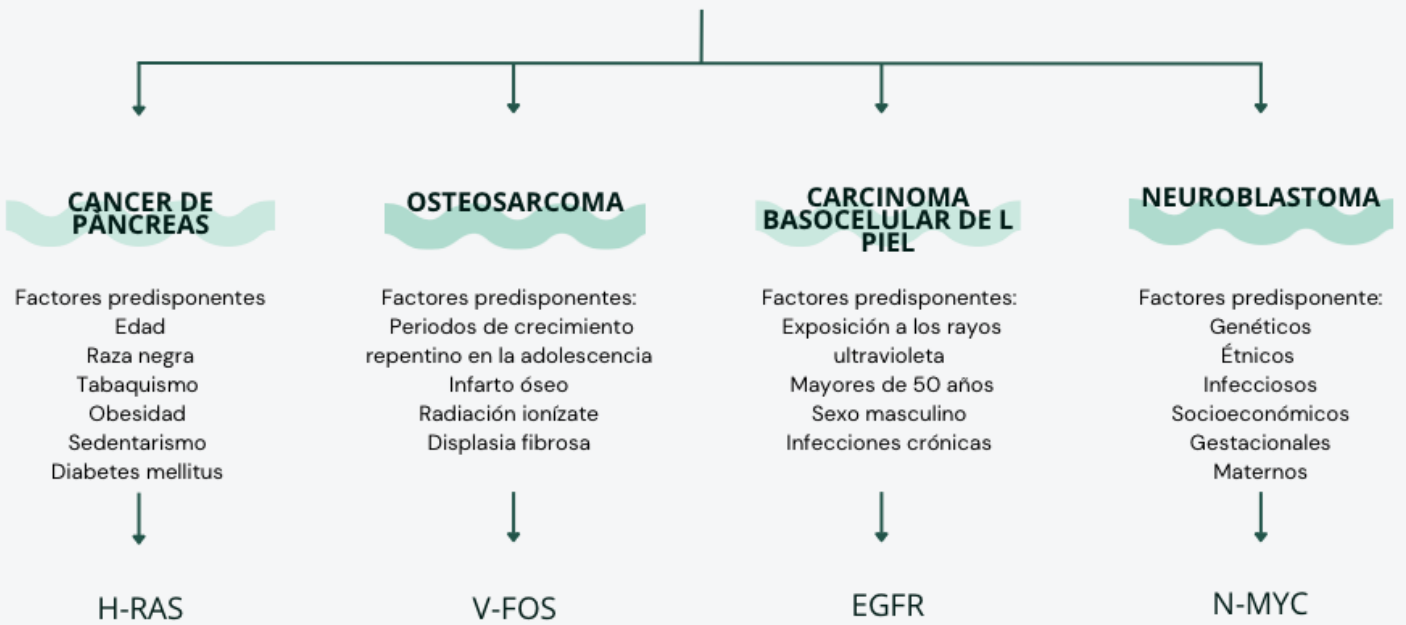 CANCER DE
PÁNCREAS
Factores predisponentes
Edad
Raza negra
Tabaquismo
Obesidad
Sedentarismo
Diabetes mellitus
H-RAS
OSTEOSARCOMA
Factores predisponentes:
Periodos de crecimiento
repentino en la adolescencia
Infarto óseo
Radiación ionízate
Displasia fibrosa
V-FOS
CARCINOMA
BASOCELULAR DE L
PIEL
Factores predisponentes:
Exposición a los rayos
ultravioleta
Mayores de 50 años
Sexo masculino
Infecciones crónicas
EGFR
NEUROBLASTOMA
Factores predisponente:
Genéticos
Étnicos
Infecciosos
Socioeconómicos
Gestacionales
Maternos
N-MYC